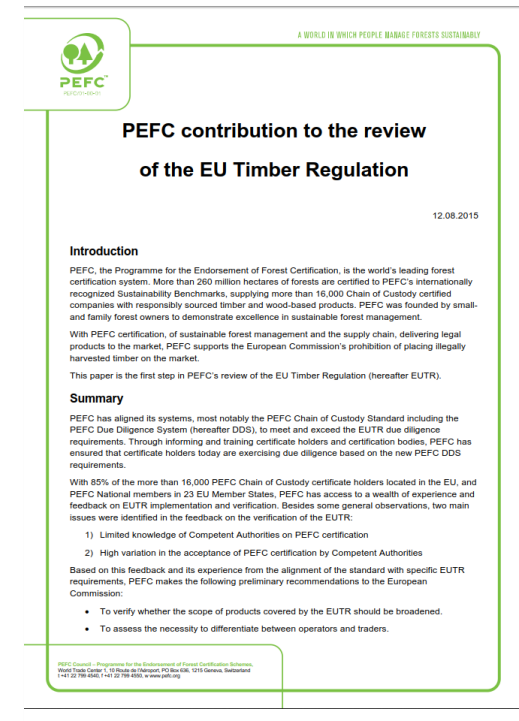 A WORLD IN WHICH PEOPLE MANAGE FORESTS SUSTAINABLY
PEFC™
PEFC contribution to the review
of the EU Timber Regulation
12.08.2015
Introduction
PEFC, the Programme for the Endorsement of Forest Certification, is the world's leading forest
certification system. More than 260 million hectares of forests are certified to PEFC's internationally
recognized Sustainability Benchmarks, supplying more than 16,000 Chain of Custody certified
companies with responsibly sourced timber and wood-based products. PEFC was founded by small-
and family forest owners to demonstrate excellence in sustainable forest management.
With PEFC certification, of sustainable forest management and the supply chain, delivering legal
products to the market, PEFC supports the European Commission's prohibition of placing illegally
harvested timber on the market.
This paper is the first step in PEFC's review of the EU Timber Regulation (hereafter EUTR).
Summary
PEFC has aligned its systems, most notably the PEFC Chain of Custody Standard including the
PEFC Due Diligence System (hereafter DDS), to meet and exceed the EUTR due diligence
requirements. Through informing and training certificate holders and certification bodies, PEFC has
ensured that certificate holders today are exercising due diligence based on the new PEFC DDS
requirements.
With 85% of the more than 16,000 PEFC Chain of Custody certificate holders located in the EU, and
PEFC National members in 23 EU Member States, PEFC has access to a wealth of experience and
feedback on EUTR implementation and verification. Besides some general observations, two main
issues were identified in the feedback on the verification of the EUTR:
1) Limited knowledge of Competent Authorities on PEFC certification
2) High variation in the acceptance of PEFC certification by Competent Authorities
Based on this feedback and its experience from the alignment of the standard with specific EUTR
requirements, PEFC makes the following preliminary recommendations to the European
Commission:
• To verify whether the scope of products covered by the EUTR should be broadened.
• To assess the necessity to differentiate between operators and traders.
PEFC Council – Programme for the Endorsement of Forest Certification Schemes,
World Trade Center 1, 10 Route de l'Aéroport, PO Box 636, 1215 Geneva, Switzerland
t +41 22 799 4540, f +41 22 799 4550, w www.pefc.org